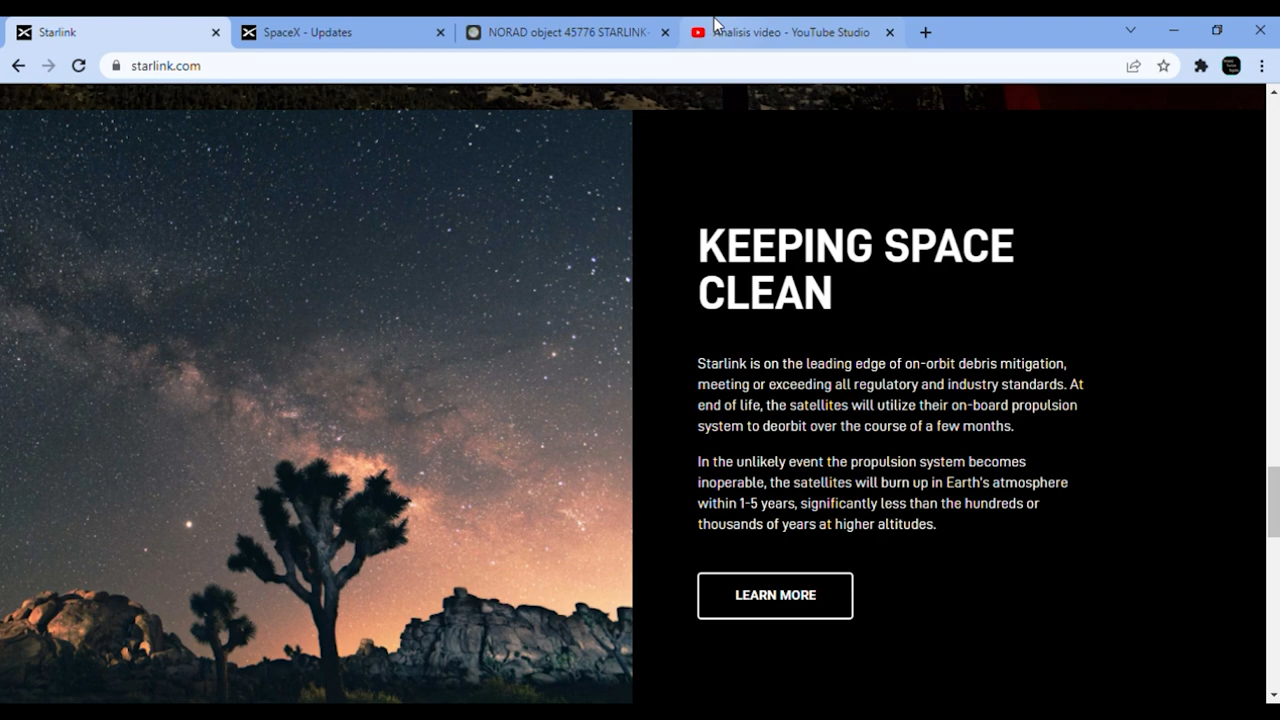 Starlink
SpaceX - Updates
NORAD object 45776 STARLINK-
Analisis video - YouTube Studio
starlink.com
KEEPING SPACE
CLEAN
Starlink is on the leading edge of on-orbit debris mitigation,
meeting or exceeding all regulatory and industry standards. At
end of life, the satellites will utilize their on-board propulsion
system to deorbit over the course of a few months.
In the unlikely event the propulsion system becomes
inoperable, the satellites will burn up in Earth's atmosphere
within 1-5 years, significantly less than the hundreds or
thousands of years at higher altitudes.
LEARN MORE